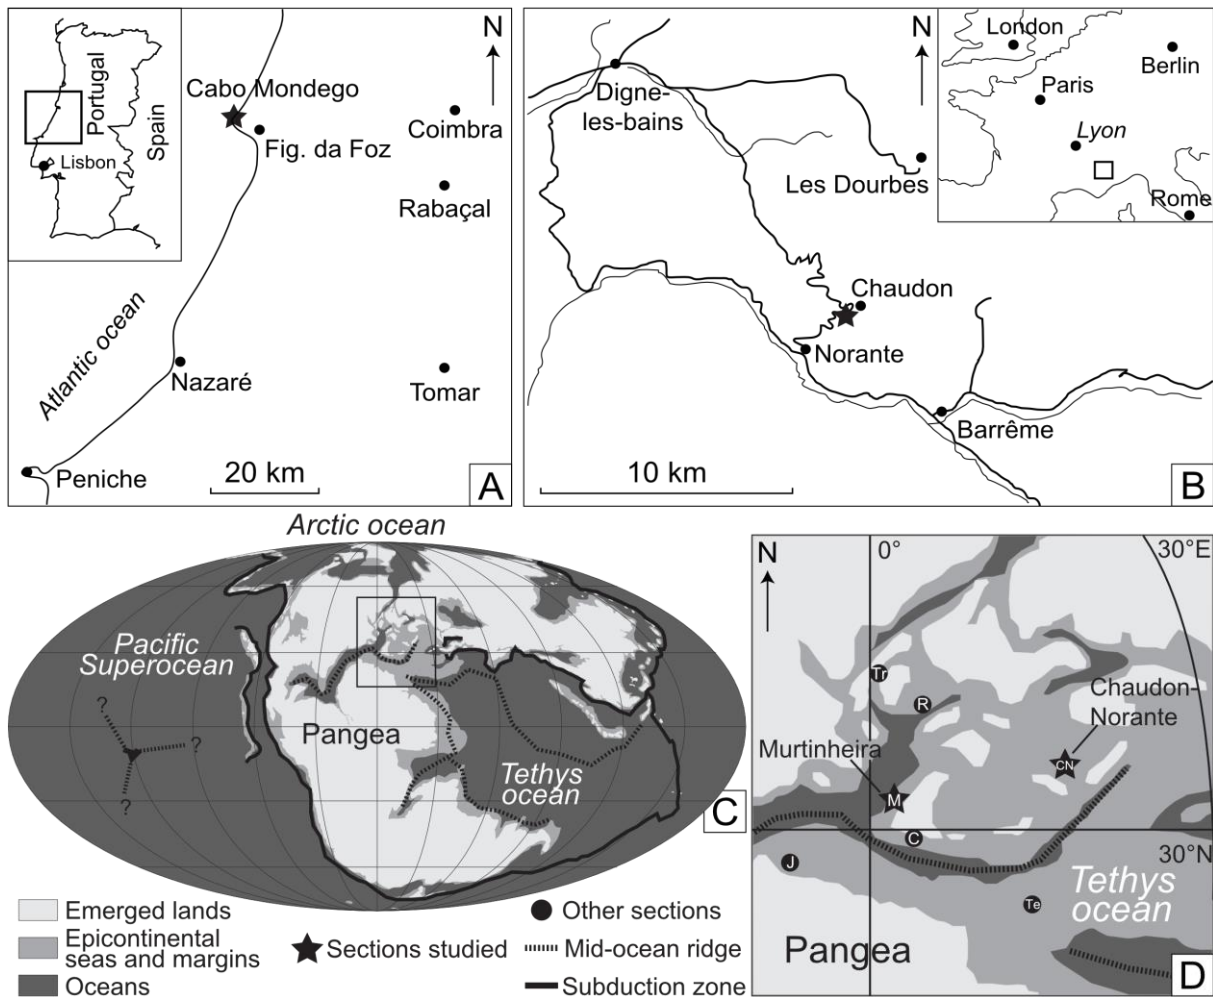 N
Cabo Mondego
Portugal
Spain
Lisbon
Coimbra
Fig. da Foz
Rabaçal
Atlantic ocean
Nazaré
Tomar
Peniche
20 km
A
N
London
Berlin
Paris
Lyon
Rome
Digne-
les-bains
Les Dourbes
Chaudon
Norante
Barrême
10 km
B
Arctic ocean
Pacific
Superocean
?
?
?
Pangea
Tethys
ocean
C
N
0°
30°E
Tr
R
Chaudon-
Norante
Murtinheira
CN
M
C
30°N
J
Te
Tethys
ocean
Pangea
D
Emerged lands
Epicontinental
seas and margins
Oceans
Sections studied
Other sections
Mid-ocean ridge
Subduction zone